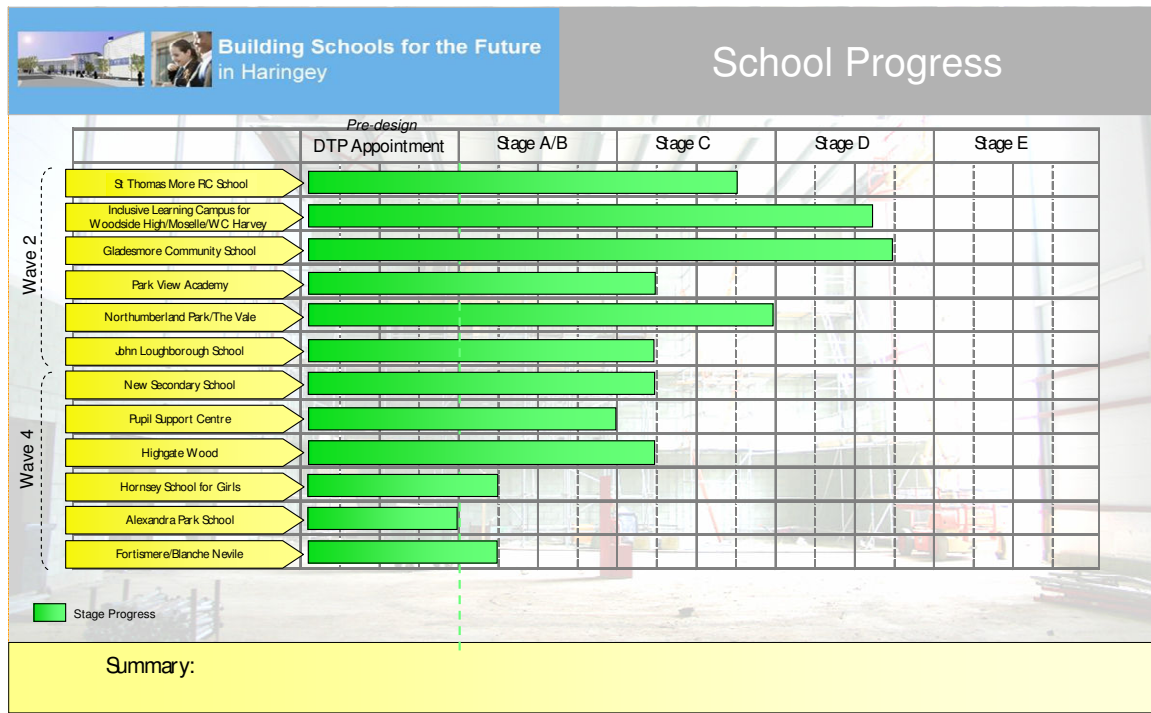 Building Schools for the Future
in Haringey
School Progress
Pre-design
DTP Appointment
Stage A/B
Stage C
Stage D
Stage E
Wave 2
St Thomas More RC School
Inclusive Learning Campus for
Woodside High/Moselle/WC Harvey
Gladesmore Community School
Park View Academy
Northumberland Park/The Vale
John Loughborough School
Wave 4
New Secondary School
Pupil Support Centre
Highgate Wood
Hornsey School for Girls
Alexandra Park School
Fortismere/Blanche Nevile
Stage Progress
Summary: